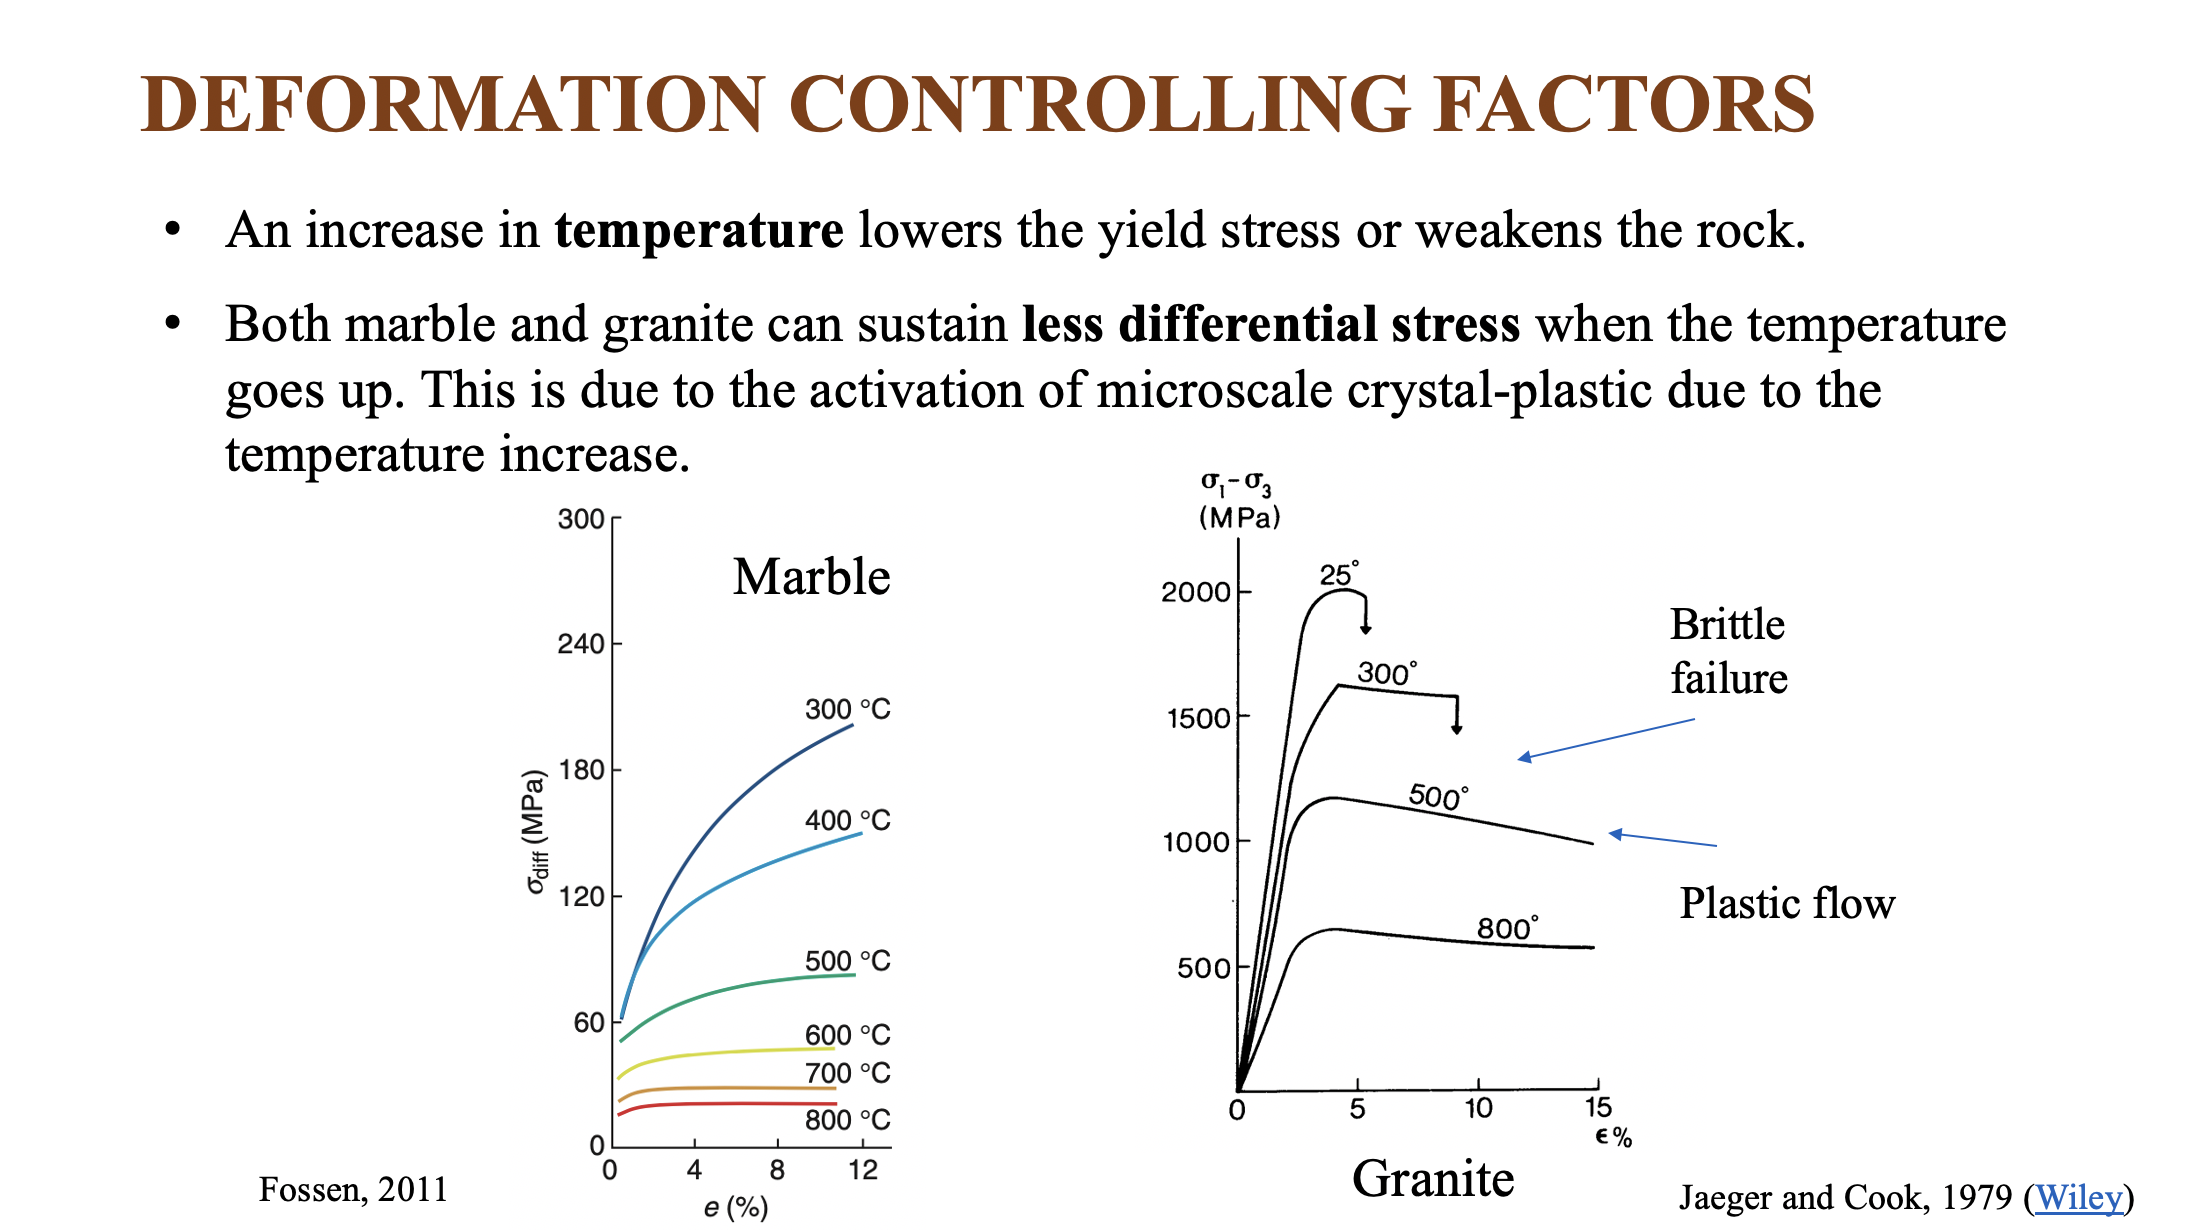 DEFORMATION CONTROLLING FACTORS
• An increase in temperature lowers the yield stress or weakens the rock.
• Both marble and granite can sustain less differential stress when the temperature
goes up. This is due to the activation of microscale crystal-plastic due to the
temperature increase.
Marble
300
240
180
120
60
0
σdiff (MPa)
300 °C
400 °C
500 °C
600 °C
700 °C
800 °C
0 4 8 12
e (%)
Fossen, 2011
σ1-σ3
(MPa)
2000
1500
1000
500
25°
300°
500°
800°
0 5 10 15
ϵ%
Granite
Brittle
failure
Plastic flow
Jaeger and Cook, 1979 (Wiley)